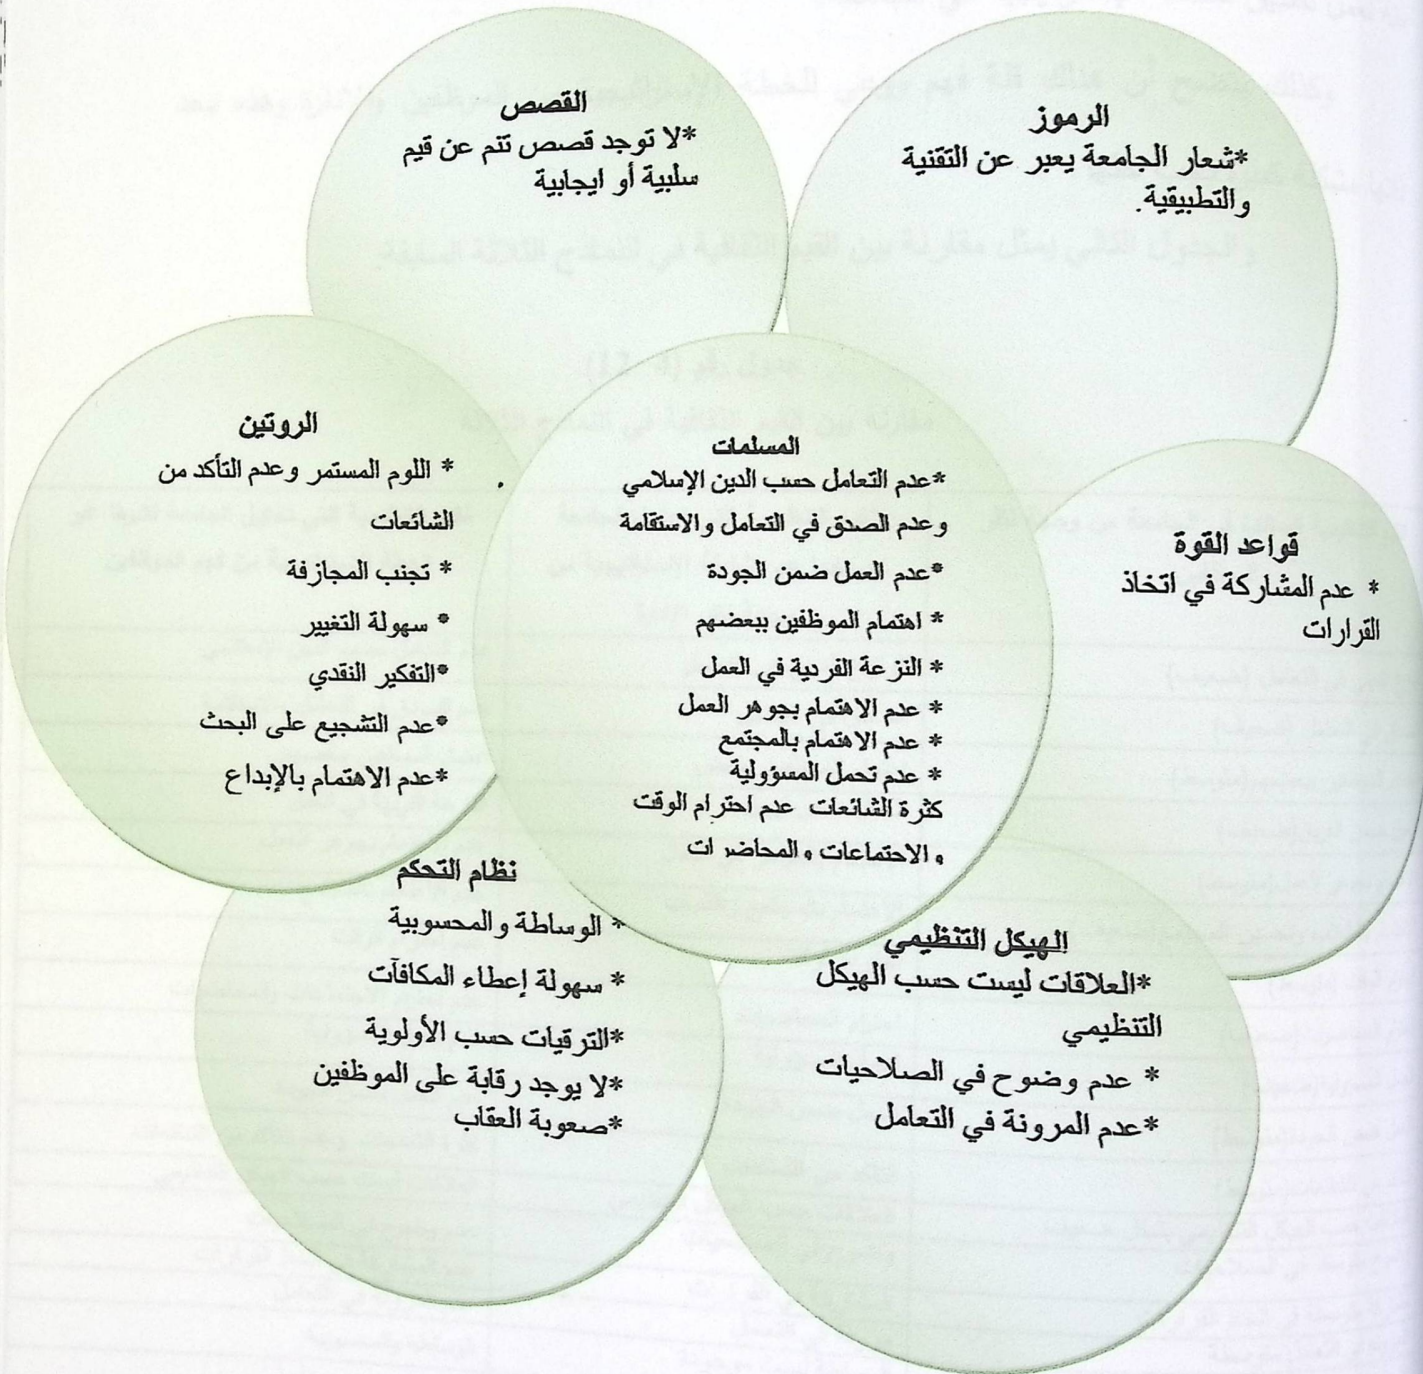 الرموز
*شعار الجامعة يعبر عن التقنية
والتطبيقية.
القصص
*لا توجد قصص تتم عن قيم
سلبية أو ايجابية
قواعد القوة
* عدم المشاركة في اتخاذ
القرارات
المسلمات
*عدم التعامل حسب الدين الإسلامي
وعدم الصدق في التعامل والاستقامة
*عدم العمل ضمن الجودة
* اهتمام الموظفين ببعضهم
* النزعة الفردية في العمل
* عدم الاهتمام بجوهر العمل
* عدم الاهتمام بالمجتمع
* عدم تحمل المسؤولية
كثرة الشائعات عدم احترام الوقت
و الاجتماعات والمحاضرات
الروتين
* اللوم المستمر وعدم التأكد من
الشائعات
* تجنب المجازفة
* سهولة التغيير
*التفكير النقدي
*عدم التشجيع على البحث
*عدم الاهتمام بالإبداع
الهيكل التنظيمي
*العلاقات ليست حسب الهيكل
التنظيمي
* عدم وضوح في الصلاحيات
*عدم المرونة في التعامل
نظام التحكم
* الوساطة والمحسوبية
* سهولة إعطاء المكافآت
*الترقيات حسب الأولوية
*لا يوجد رقابة على الموظفين
*صعوبة العقاب